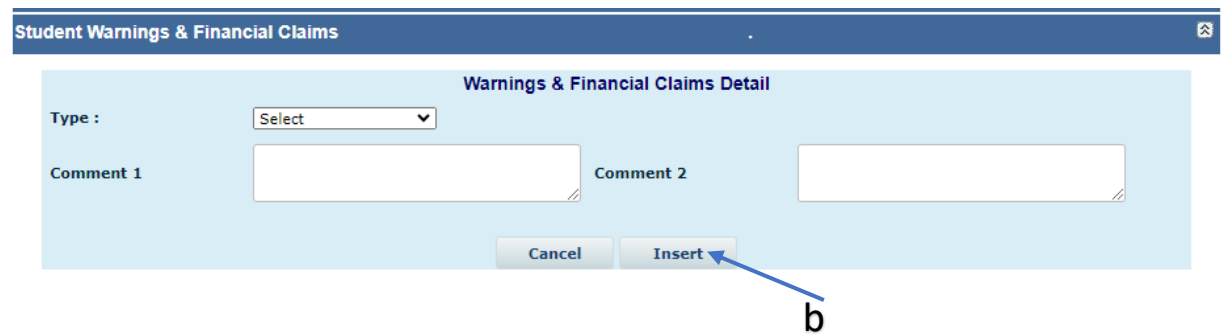 Student Warnings & Financial Claims .
Warnings & Financial Claims Detail
Type : Select
Comment 1 Comment 2
Cancel Insert
b